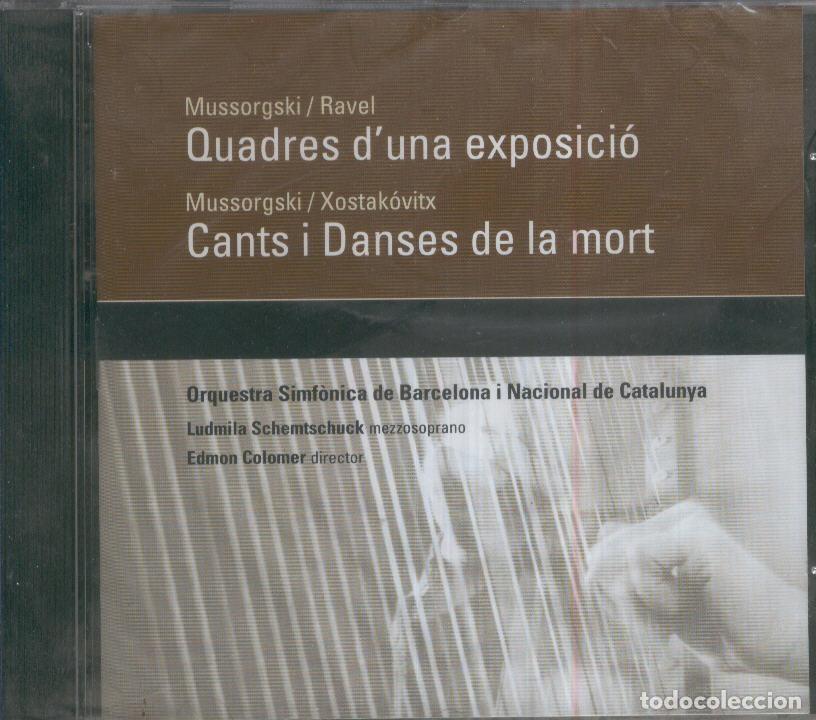 Mussorgski / Ravel
Quadres d'una exposició
Mussorgski / Xostakóvitx
Cants i Danses de la mort
Orquestra Simfònica de Barcelona i Nacional de Catalunya
Ludmila Schemtschuck mezzosoprano
Edmon Colomer director
todocoleccion